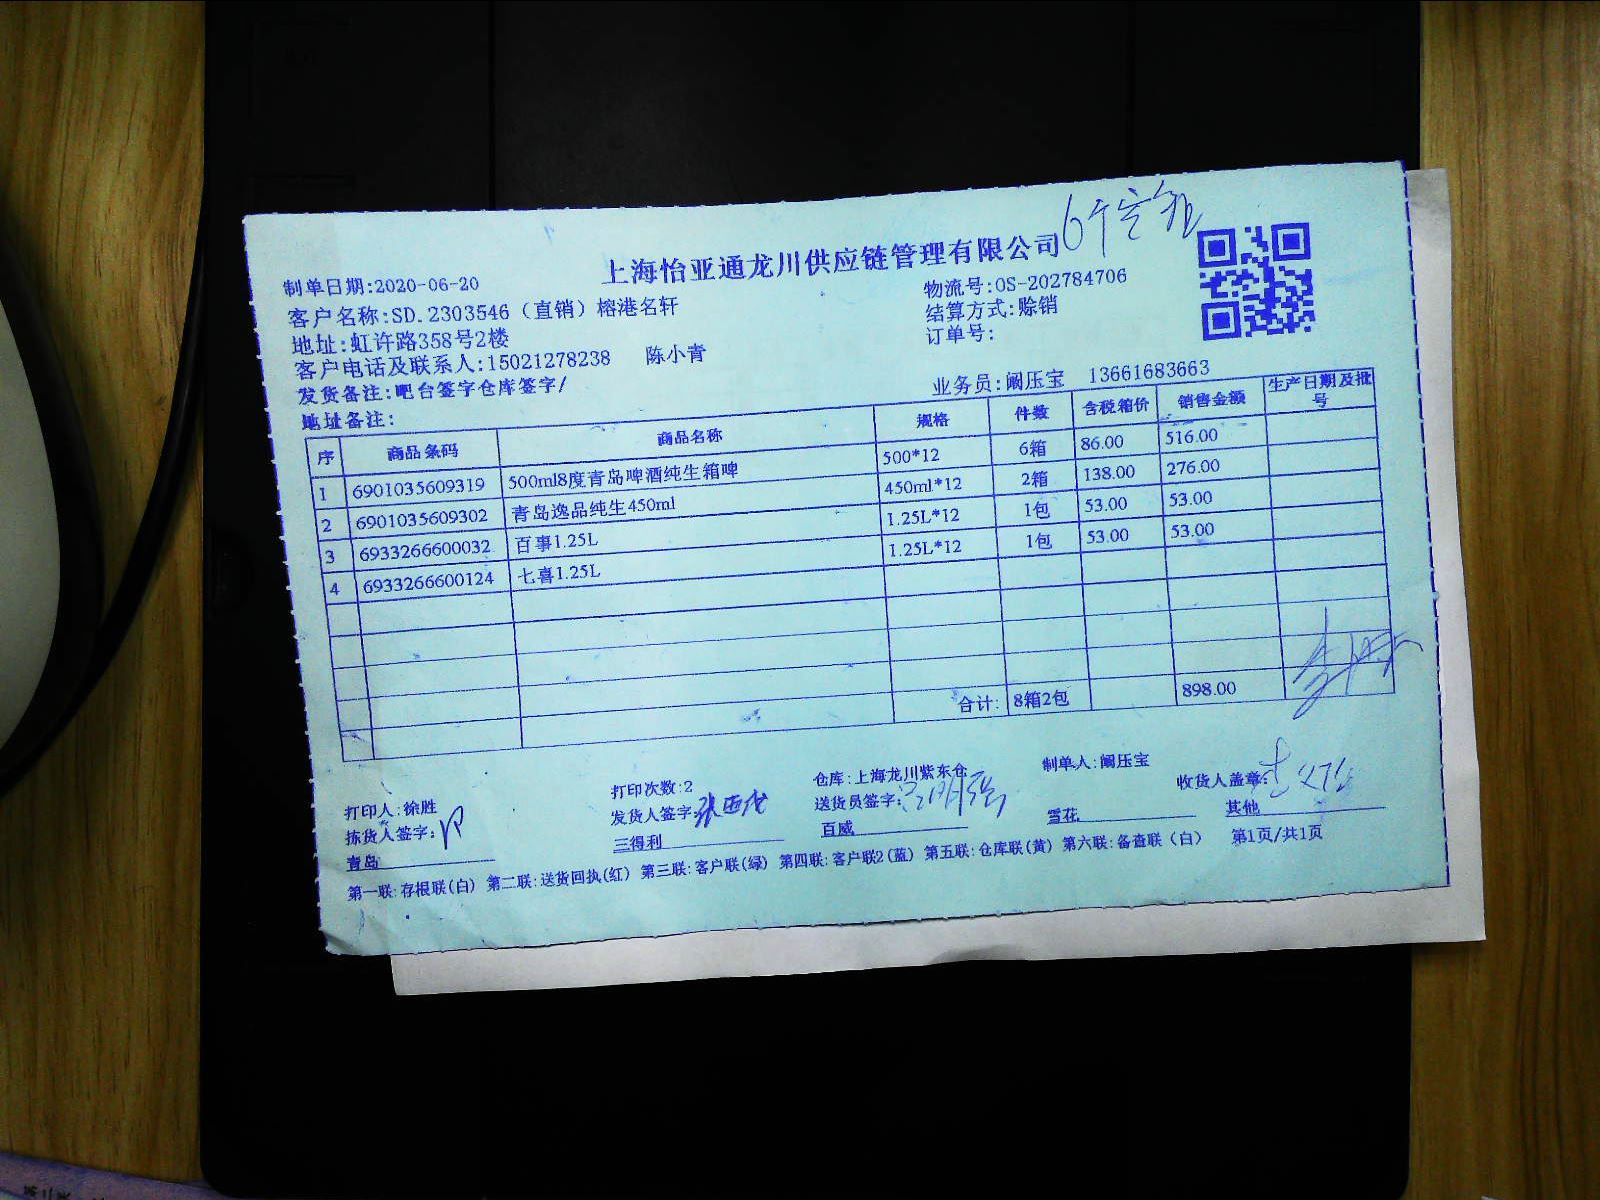 上海怡亚通龙川供应链管理有限公司
制单日期:2020-06-20
物流号:OS-202784706
客户名称:SD.2303546（直销）榕港名轩
结算方式:赊销
地址:虹许路358号2楼
订单号:
客户电话及联系人:15021278238 陈小青
发货备注:吧台签字仓库签字/
业务员:阚压宝 13661683663
地址备注:
序 商品条码 商品名称 规格 件数 含税箱价 销售金额 生产日期及批号
1 6901035609319 500ml8度青岛啤酒纯生箱啤 500*12 6箱 86.00 516.00
2 6901035609302 青岛逸品纯生450ml 450ml*12 2箱 138.00 276.00
3 6933266600032 百事1.25L 1.25L*12 1包 53.00 53.00
4 6933266600124 七喜1.25L 1.25L*12 1包 53.00 53.00
合计: 8箱2包 898.00
打印人:徐胜 打印次数:2 仓库:上海龙川紫东仓 制单人:阚压宝
拣货人签字: 发货人签字: 送货员签字: 收货人盖章:
青岛 三得利 百威 雪花 其他
第一联:存根联(白) 第二联:送货回执(红) 第三联:客户联(绿) 第四联:客户联2(蓝) 第五联:仓库联(黄) 第六联:备查联（白） 第1页/共1页